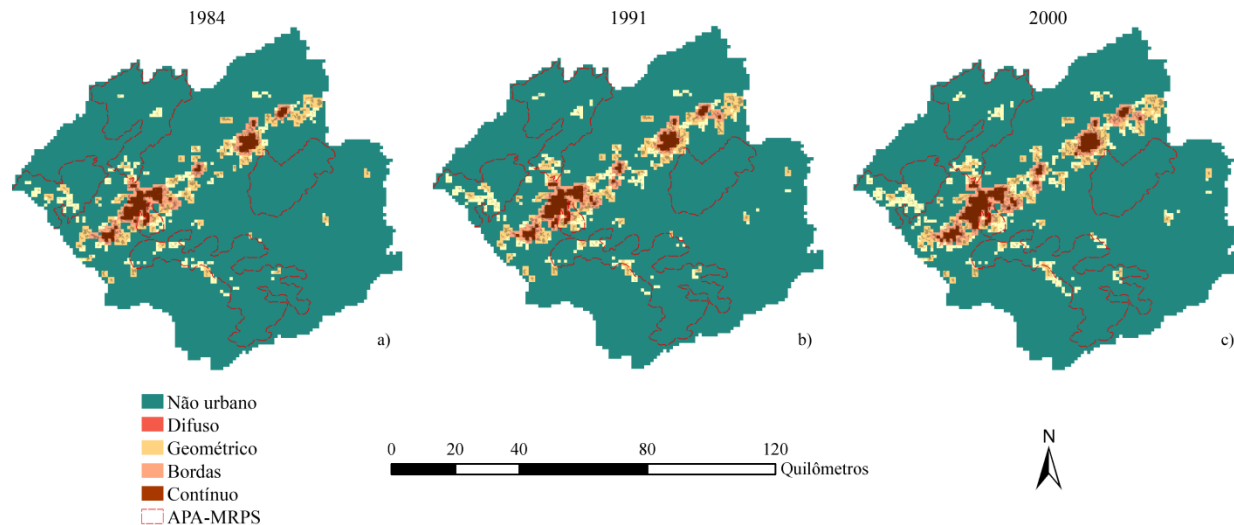 1984
1991
2000
a)
b)
c)
Não urbano
Difuso
Geométrico
Bordas
Contínuo
APA-MRPS
0 20 40 80 120
Quilômetros
N